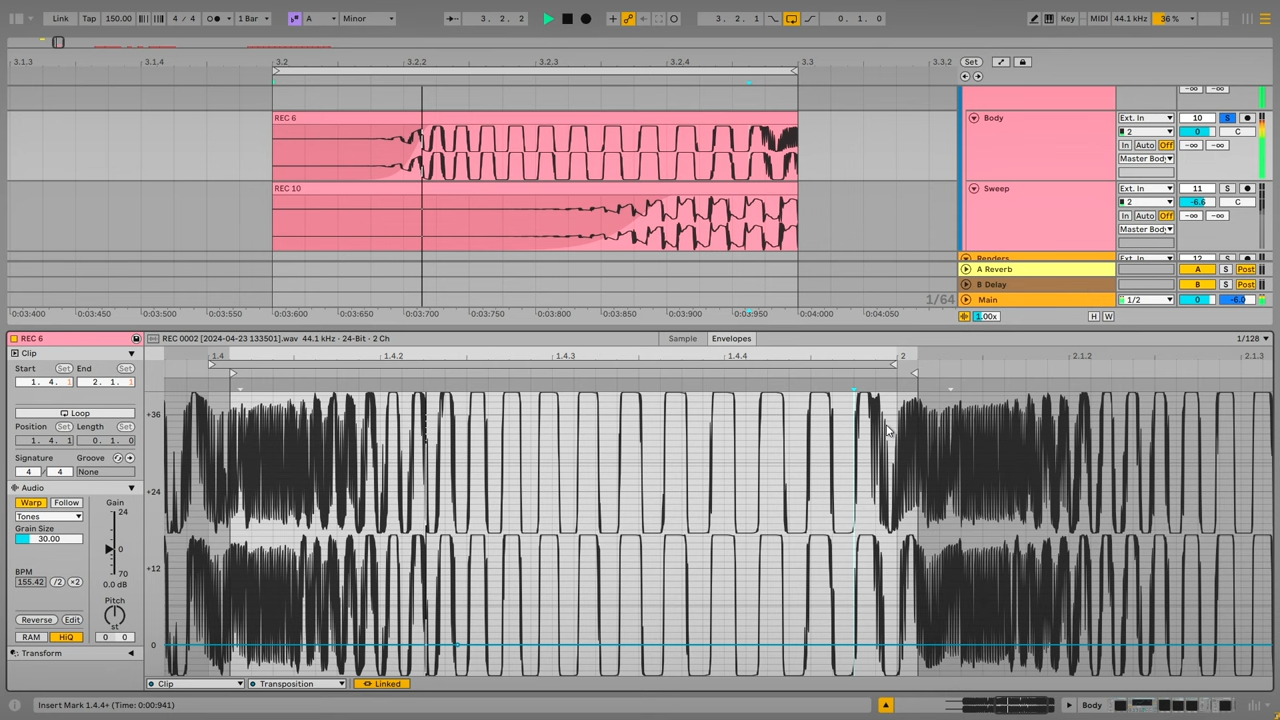 Link Tap 150.00 4 / 4 1 Bar A Minor 3. 2. 2 3. 2. 1 0. 1. 0 Key MIDI 44.1 kHz 36 %
3.1.3 3.1.4 3.2 3.2.2 3.2.3 3.2.4 3.3 3.3.2 Set
-∞ -∞
REC 6 Body Ext. In 10 S
2 0 C
In Auto Off -∞ -∞
Master Body
REC 10 Sweep Ext. In 11 S
2 -6.6 C
In Auto Off -∞ -∞
Master Body
Renders Ext. In 12
A Reverb A S Post
B Delay B S Post
1/64 Main 1/2 0 -6.0
0:03:400 0:03:450 0:03:500 0:03:550 0:03:600 0:03:650 0:03:700 0:03:750 0:03:800 0:03:850 0:03:900 0:03:950 0:04:000 0:04:050 1.00x H W
REC 6 REC 0002 [2024-04-23 133501].wav 44.1 kHz · 24-Bit · 2 Ch Sample Envelopes 1/128
Clip 1.4 1.4.2 1.4.3 1.4.4 2 2.1.2 2.1.3
Start Set End Set
1. 4. 1 2. 1. 1
Loop
Position Set Length Set
1. 4. 1 0. 1. 0
Signature Groove
4 / 4 None
Audio
Warp Follow Gain
Tones 24
Grain Size
30.00
0
BPM 70
155.42 /2 ×2 0.0 dB
Pitch
st
Reverse Edit
RAM HiQ 0 0
Transform
+36
+24
+12
0
Clip Transposition Linked
Insert Mark 1.4.4+ (Time: 0:00:941) Body